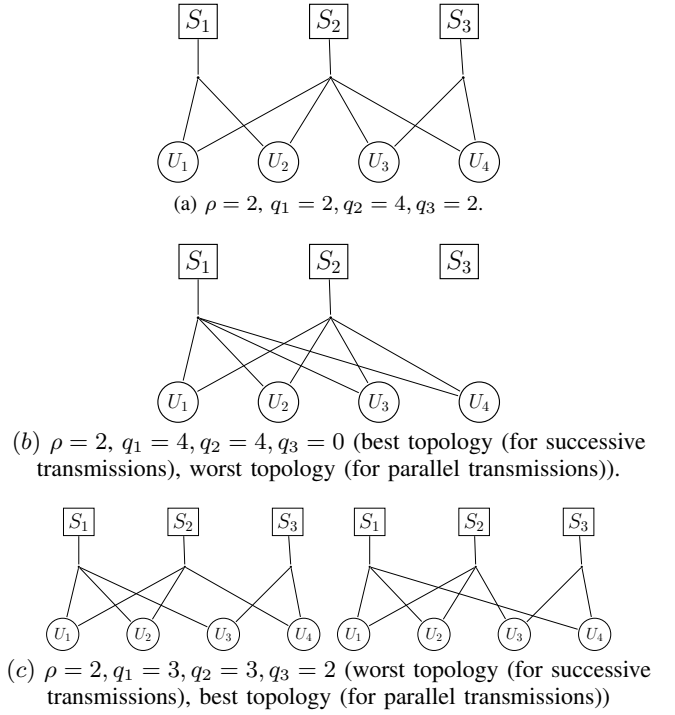 S1 S2 S3
U1 U2 U3 U4
(a) ρ = 2, q1 = 2, q2 = 4, q3 = 2.
S1 S2 S3
U1 U2 U3 U4
(b) ρ = 2, q1 = 4, q2 = 4, q3 = 0 (best topology (for successive
transmissions), worst topology (for parallel transmissions)).
S1 S2 S3 S1 S2 S3
U1 U2 U3 U4 U1 U2 U3 U4
(c) ρ = 2, q1 = 3, q2 = 3, q3 = 2 (worst topology (for successive
transmissions), best topology (for parallel transmissions))